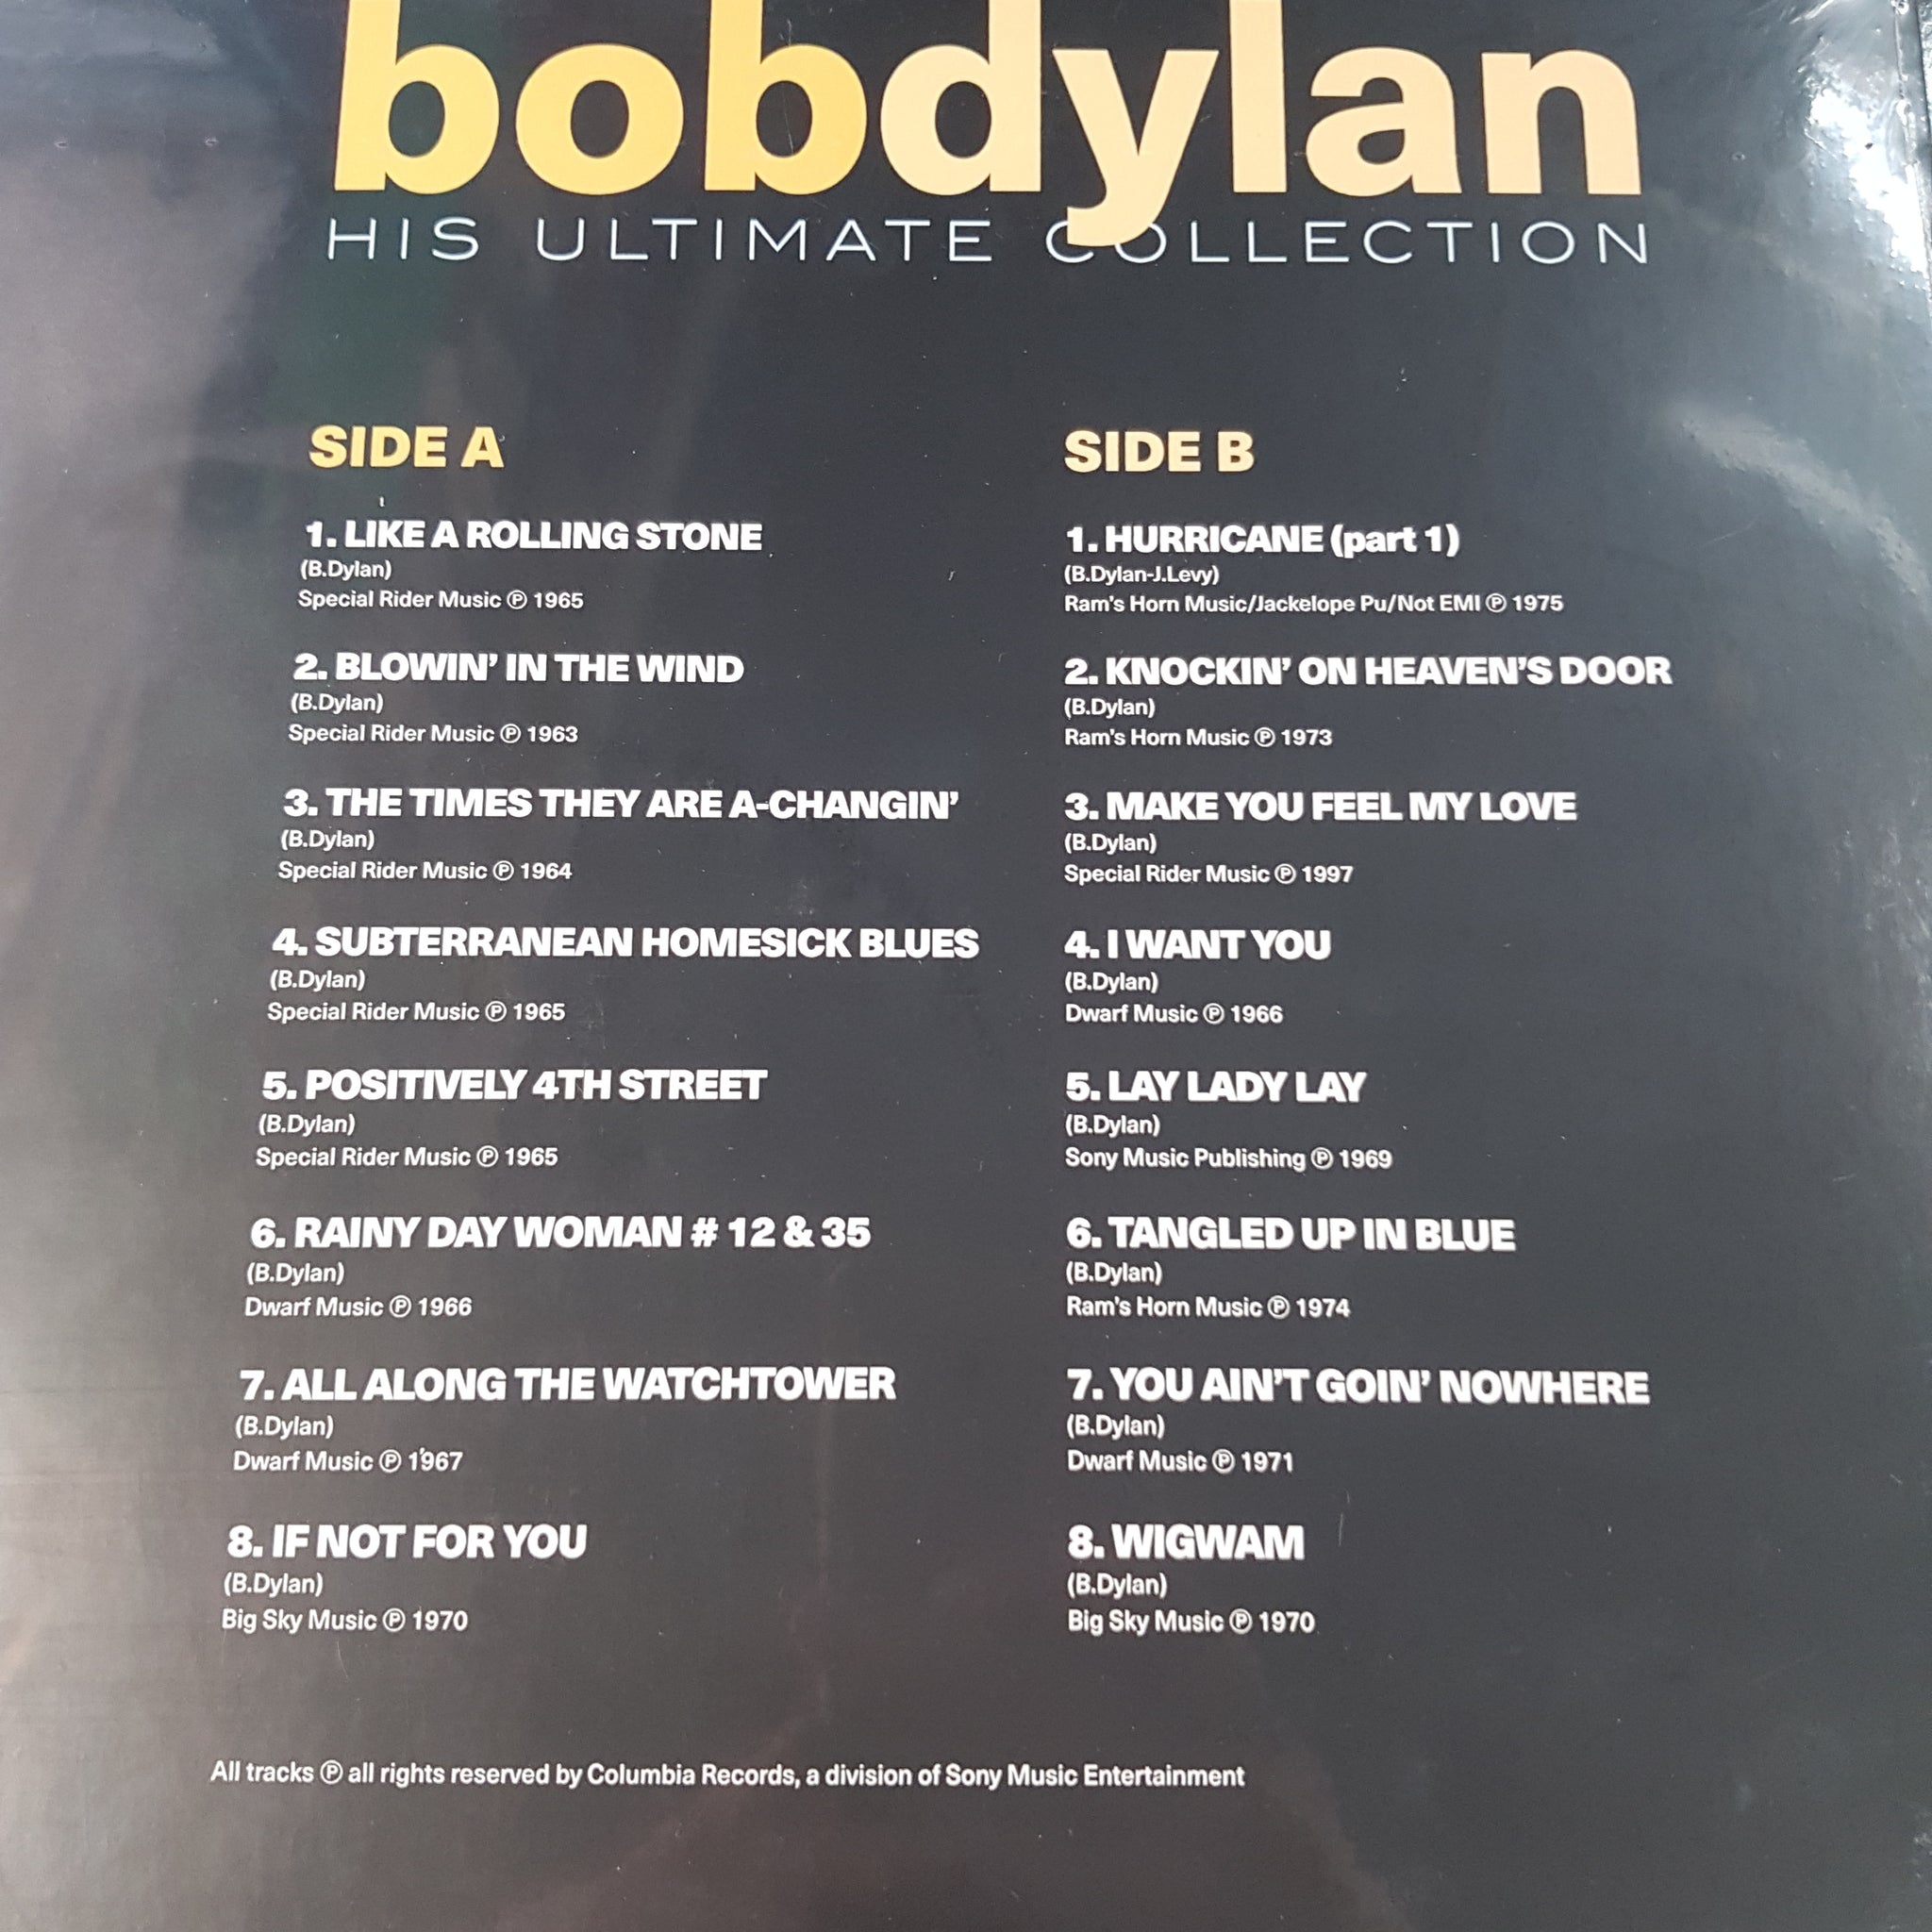 bobdylan
HIS ULTIMATE COLLECTION
SIDE A
1. LIKE A ROLLING STONE
(B.Dylan)
Special Rider Music ℗ 1965
2. BLOWIN’ IN THE WIND
(B.Dylan)
Special Rider Music ℗ 1963
3. THE TIMES THEY ARE A-CHANGIN’
(B.Dylan)
Special Rider Music ℗ 1964
4. SUBTERRANEAN HOMESICK BLUES
(B.Dylan)
Special Rider Music ℗ 1965
5. POSITIVELY 4TH STREET
(B.Dylan)
Special Rider Music ℗ 1965
6. RAINY DAY WOMAN # 12 & 35
(B.Dylan)
Dwarf Music ℗ 1966
7. ALL ALONG THE WATCHTOWER
(B.Dylan)
Dwarf Music ℗ 1967
8. IF NOT FOR YOU
(B.Dylan)
Big Sky Music ℗ 1970
SIDE B
1. HURRICANE (part 1)
(B.Dylan-J.Levy)
Ram's Horn Music/Jackelope Pu/Not EMI ℗ 1975
2. KNOCKIN’ ON HEAVEN’S DOOR
(B.Dylan)
Ram's Horn Music ℗ 1973
3. MAKE YOU FEEL MY LOVE
(B.Dylan)
Special Rider Music ℗ 1997
4. I WANT YOU
(B.Dylan)
Dwarf Music ℗ 1966
5. LAY LADY LAY
(B.Dylan)
Sony Music Publishing ℗ 1969
6. TANGLED UP IN BLUE
(B.Dylan)
Ram's Horn Music ℗ 1974
7. YOU AIN’T GOIN’ NOWHERE
(B.Dylan)
Dwarf Music ℗ 1971
8. WIGWAM
(B.Dylan)
Big Sky Music ℗ 1970
All tracks ℗ all rights reserved by Columbia Records, a division of Sony Music Entertainment